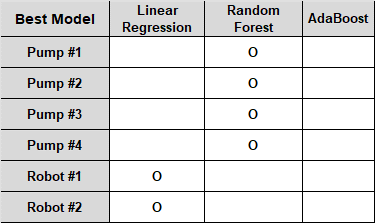 Best Model Linear Regression Random Forest AdaBoost
Pump #1 O
Pump #2 O
Pump #3 O
Pump #4 O
Robot #1 O
Robot #2 O